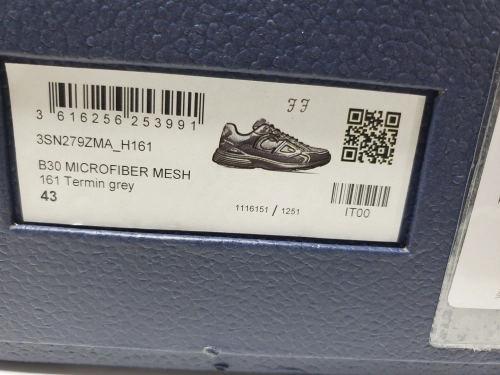 JJ
3 616256 253991
3SN279ZMA_H161
B30 MICROFIBER MESH
161 Termin grey
43
1116151 / 1251
IT00